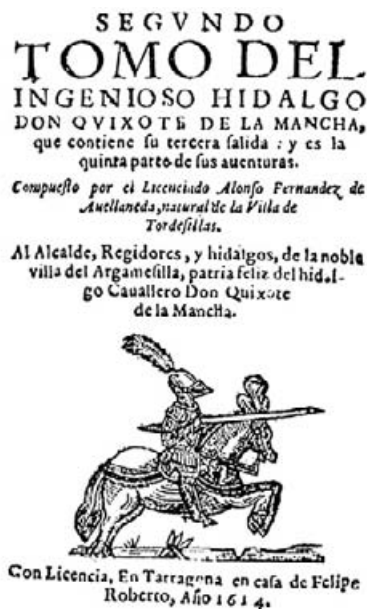 SEGVNDO
TOMO DEL
INGENIOSO HIDALGO
DON QVIXOTE DE LA MANCHA,
que contiene ſu tercera ſalida : y es la
quinta parte de ſus auenturas.
Compueſto por el Licenciado Alonſo Fernandez de
Auellaneda, natural de la Villa de
Tordeſillas.
Al Alcalde, Regidores, y hidalgos, de la noble
villa del Argameſilla, patria feliz del hidal-
go Cauallero Don Quixote
de la Mancha.
Con Licencia, En Tarragona en caſa de Felipe
Roberto, Año 1614.